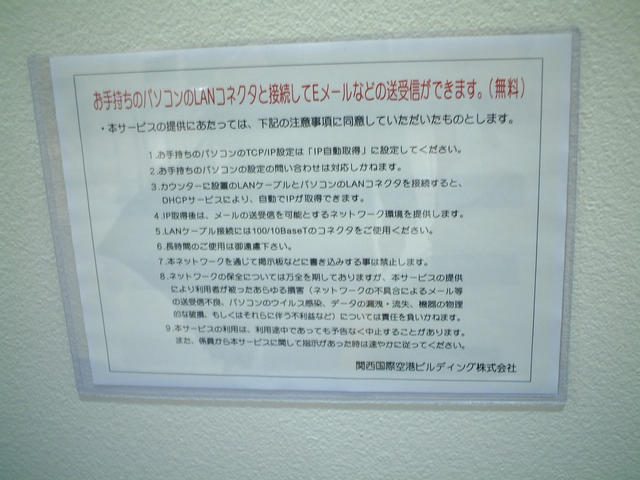 お手持ちのパソコンのLANコネクタと接続してEメールなどの送受信ができます。(無料)
・本サービスの提供にあたっては、下記の注意事項に同意していただいたものとします。
1.お手持ちのパソコンのTCP/IP設定は「IP自動取得」に設定してください。
2.お手持ちのパソコンの設定の問い合わせは対応しかねます。
3.カウンターに設置のLANケーブルとパソコンのLANコネクタを接続すると、
DHCPサービスにより、自動でIPが取得できます。
4.IP取得後は、メールの送受信を可能とするネットワーク環境を提供します。
5.LANケーブル接続には100/10BaseTのコネクタをご使用ください。
6.長時間のご使用は御遠慮下さい。
7.本ネットワークを通じて掲示板などに書き込みする事は禁止します。
8.ネットワークの保全については万全を期しておりますが、本サービスの提供
により利用者が被ったあらゆる損害(ネットワークの不具合によるメール等
の送受信不良、パソコンのウイルス感染、データの漏洩・流失、機器の物理
的な破損、もしくはそれらに伴う不利益など)については責任を負いかねます。
9.本サービスの利用は、利用途中であっても予告なく中止することがあります。
また、係員から本サービスに関して指示があった時は速やかに従ってください。
関西国際空港ビルディング株式会社